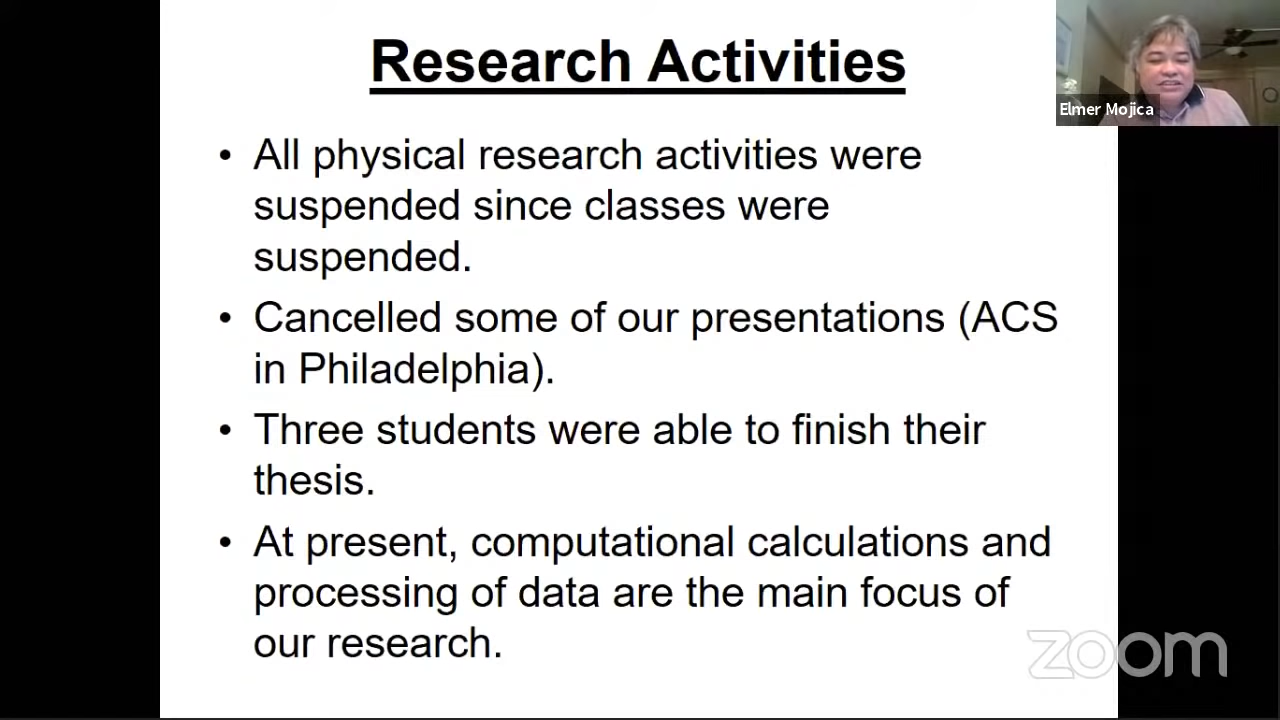 Research Activities
Elmer Mojica
• All physical research activities were
suspended since classes were
suspended.
• Cancelled some of our presentations (ACS
in Philadelphia).
• Three students were able to finish their
thesis.
• At present, computational calculations and
processing of data are the main focus of
our research.
zoom